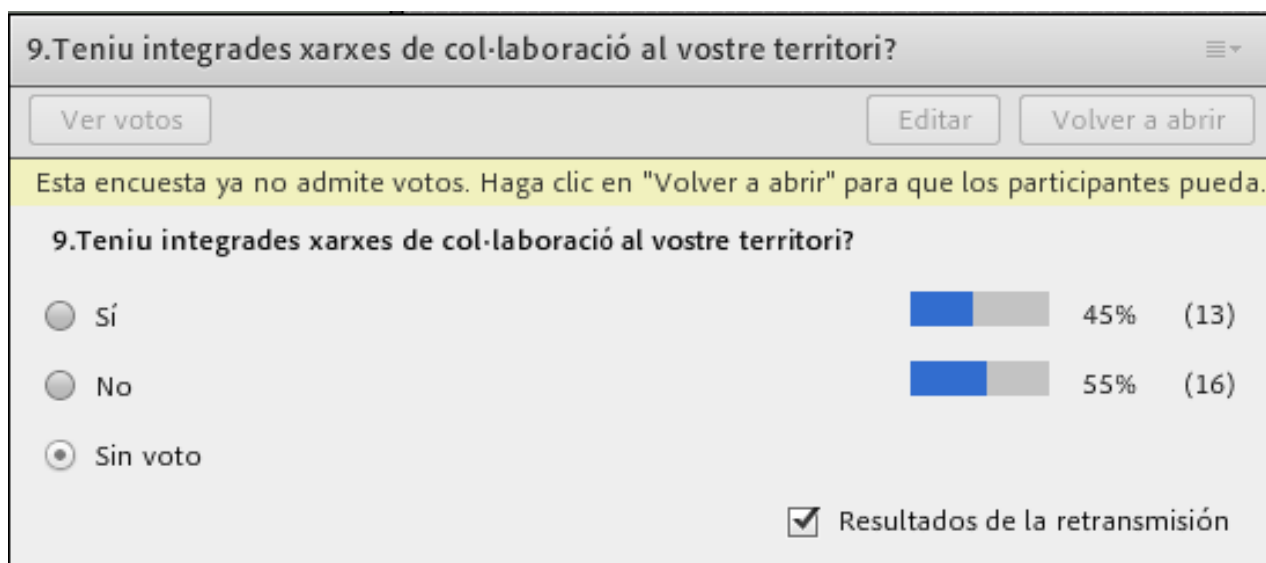 9.Teniu integrades xarxes de col·laboració al vostre territori?
Ver votos Editar Volver a abrir
Esta encuesta ya no admite votos. Haga clic en "Volver a abrir" para que los participantes pueda.
9.Teniu integrades xarxes de col·laboració al vostre territori?
Sí 45% (13)
No 55% (16)
Sin voto
Resultados de la retransmisión